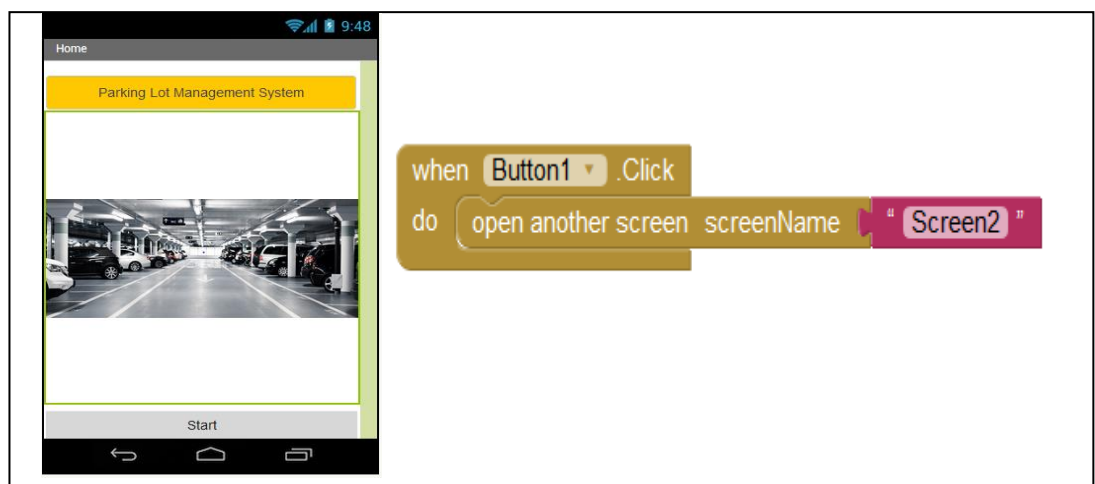 9:48
Home
Parking Lot Management System
Start
when Button1 .Click
do open another screen screenName " Screen2 "